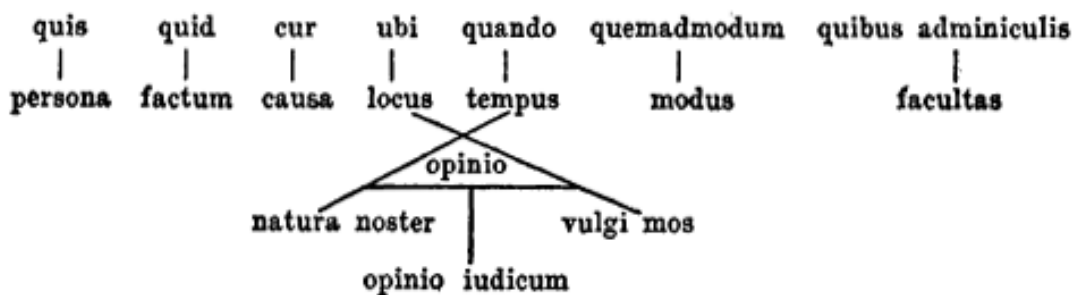 quis quid cur ubi quando quemadmodum quibus adminiculis
persona factum causa locus tempus modus facultas
opinio
natura noster vulgi mos
opinio iudicum